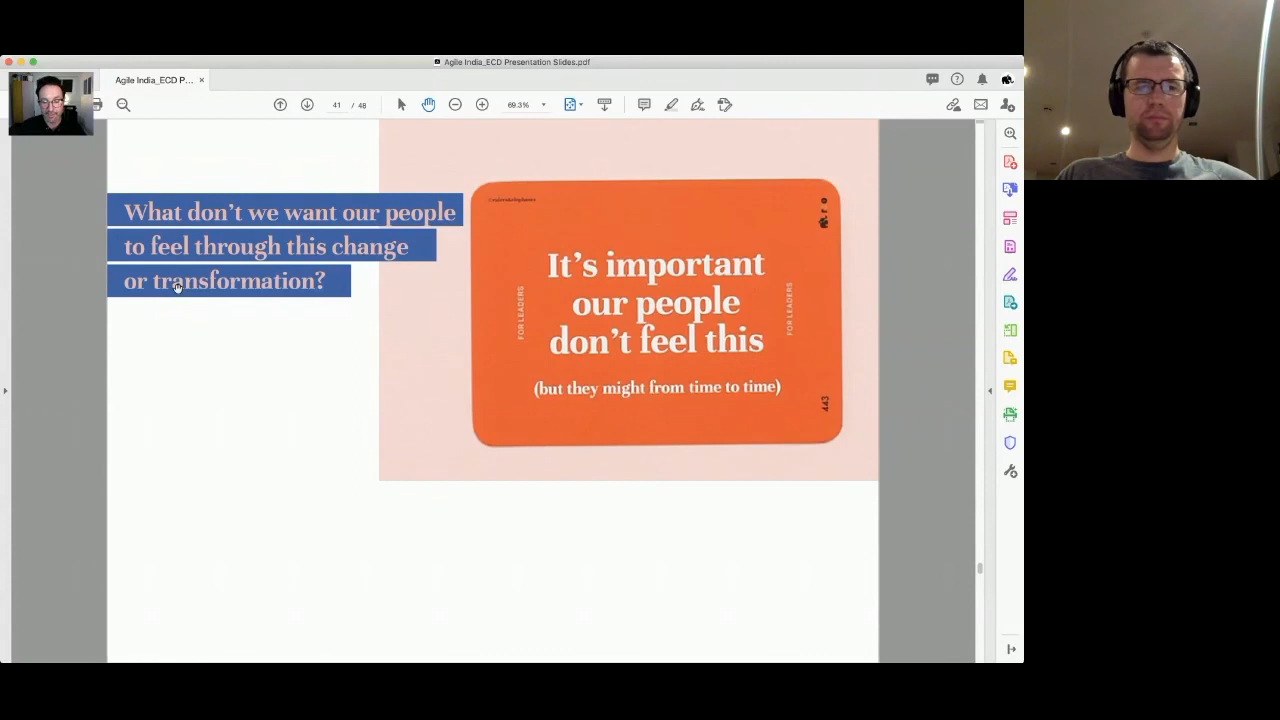 Agile India_ECD Presentation Slides.pdf
Agile India_ECD P... ×
41 / 48
69.3%
What don't we want our people
to feel through this change
or transformation?
It's important
our people
don't feel this
(but they might from time to time)
FOR LEADERS
FOR LEADERS
443